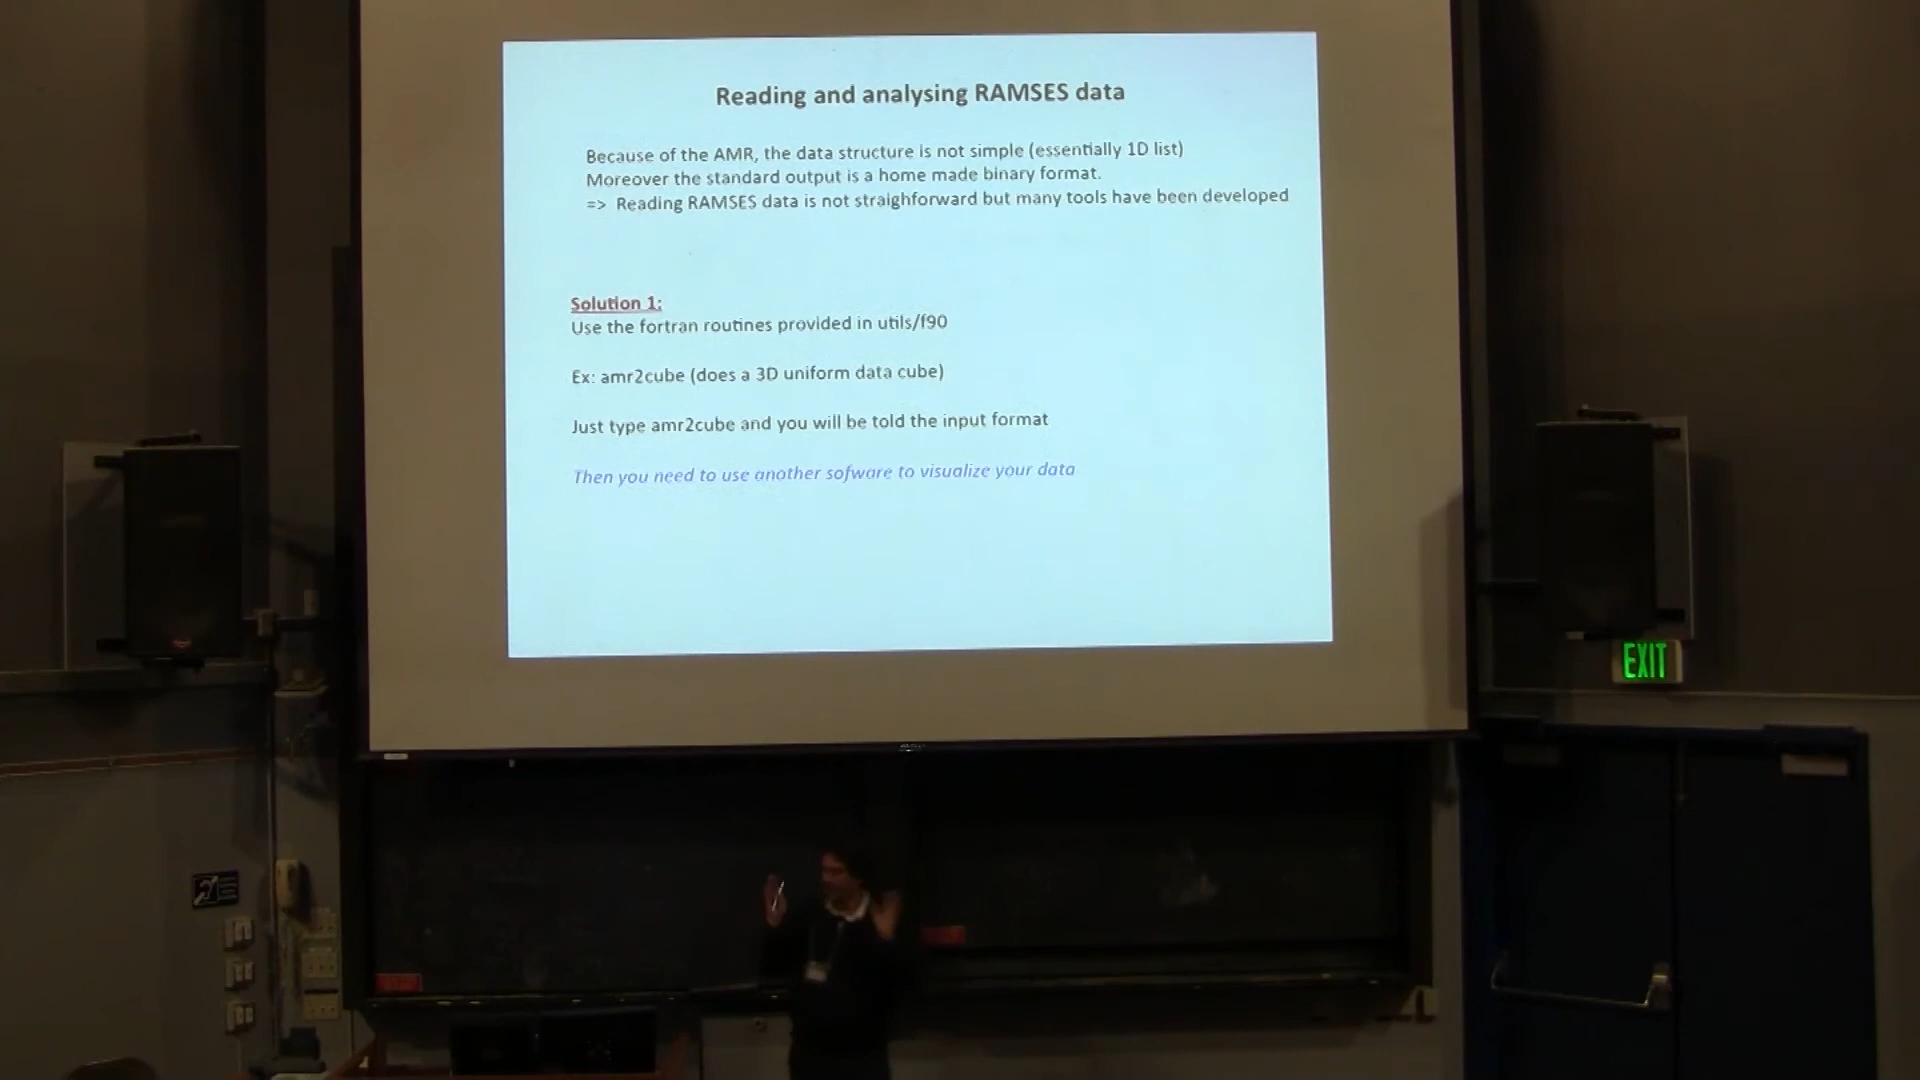 Reading and analysing RAMSES data
Because of the AMR, the data structure is not simple (essentially 1D list)
Moreover the standard output is a home made binary format.
=> Reading RAMSES data is not straighforward but many tools have been developed
Solution 1:
Use the fortran routines provided in utils/f90
Ex: amr2cube (does a 3D uniform data cube)
Just type amr2cube and you will be told the input format
Then you need to use another sofware to visualize your data
EXIT